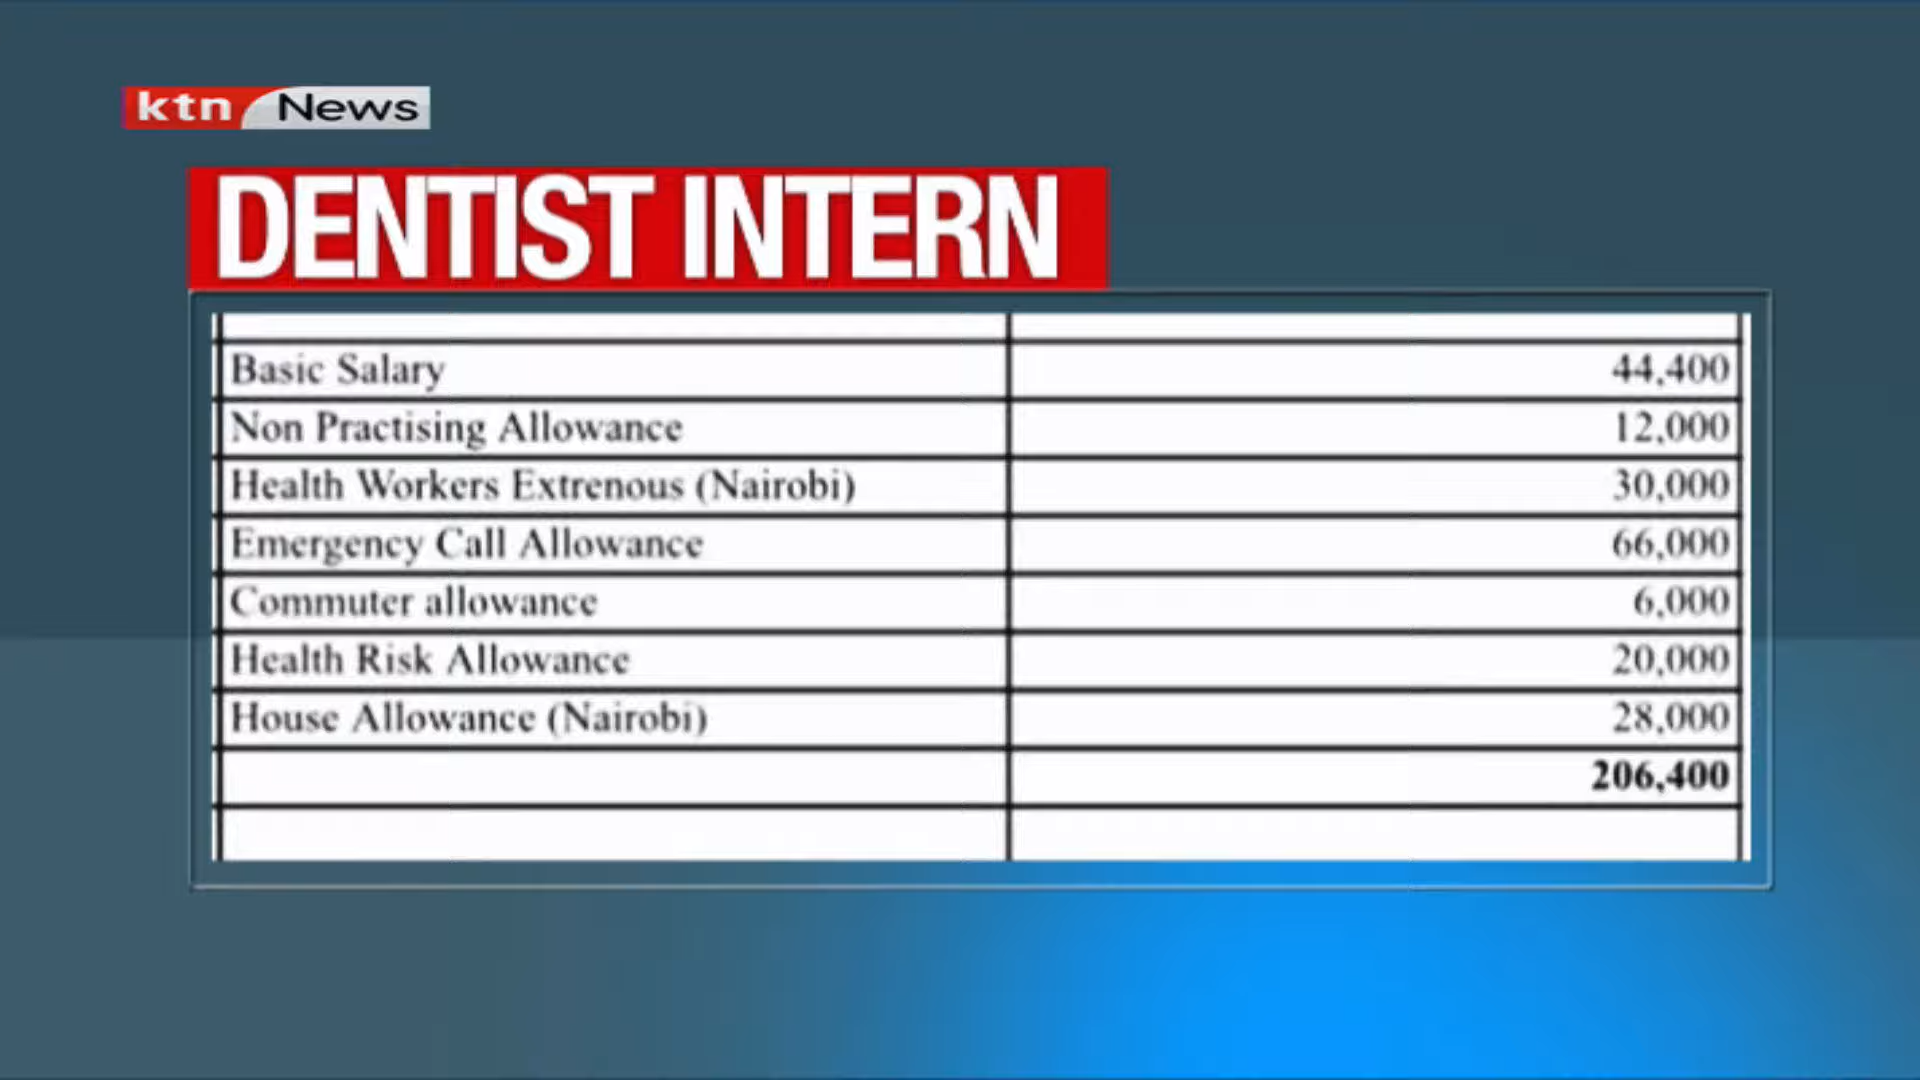 ktn News
DENTIST INTERN
Basic Salary 44,400
Non Practising Allowance 12,000
Health Workers Extrenous (Nairobi) 30,000
Emergency Call Allowance 66,000
Commuter allowance 6,000
Health Risk Allowance 20,000
House Allowance (Nairobi) 28,000
206,400